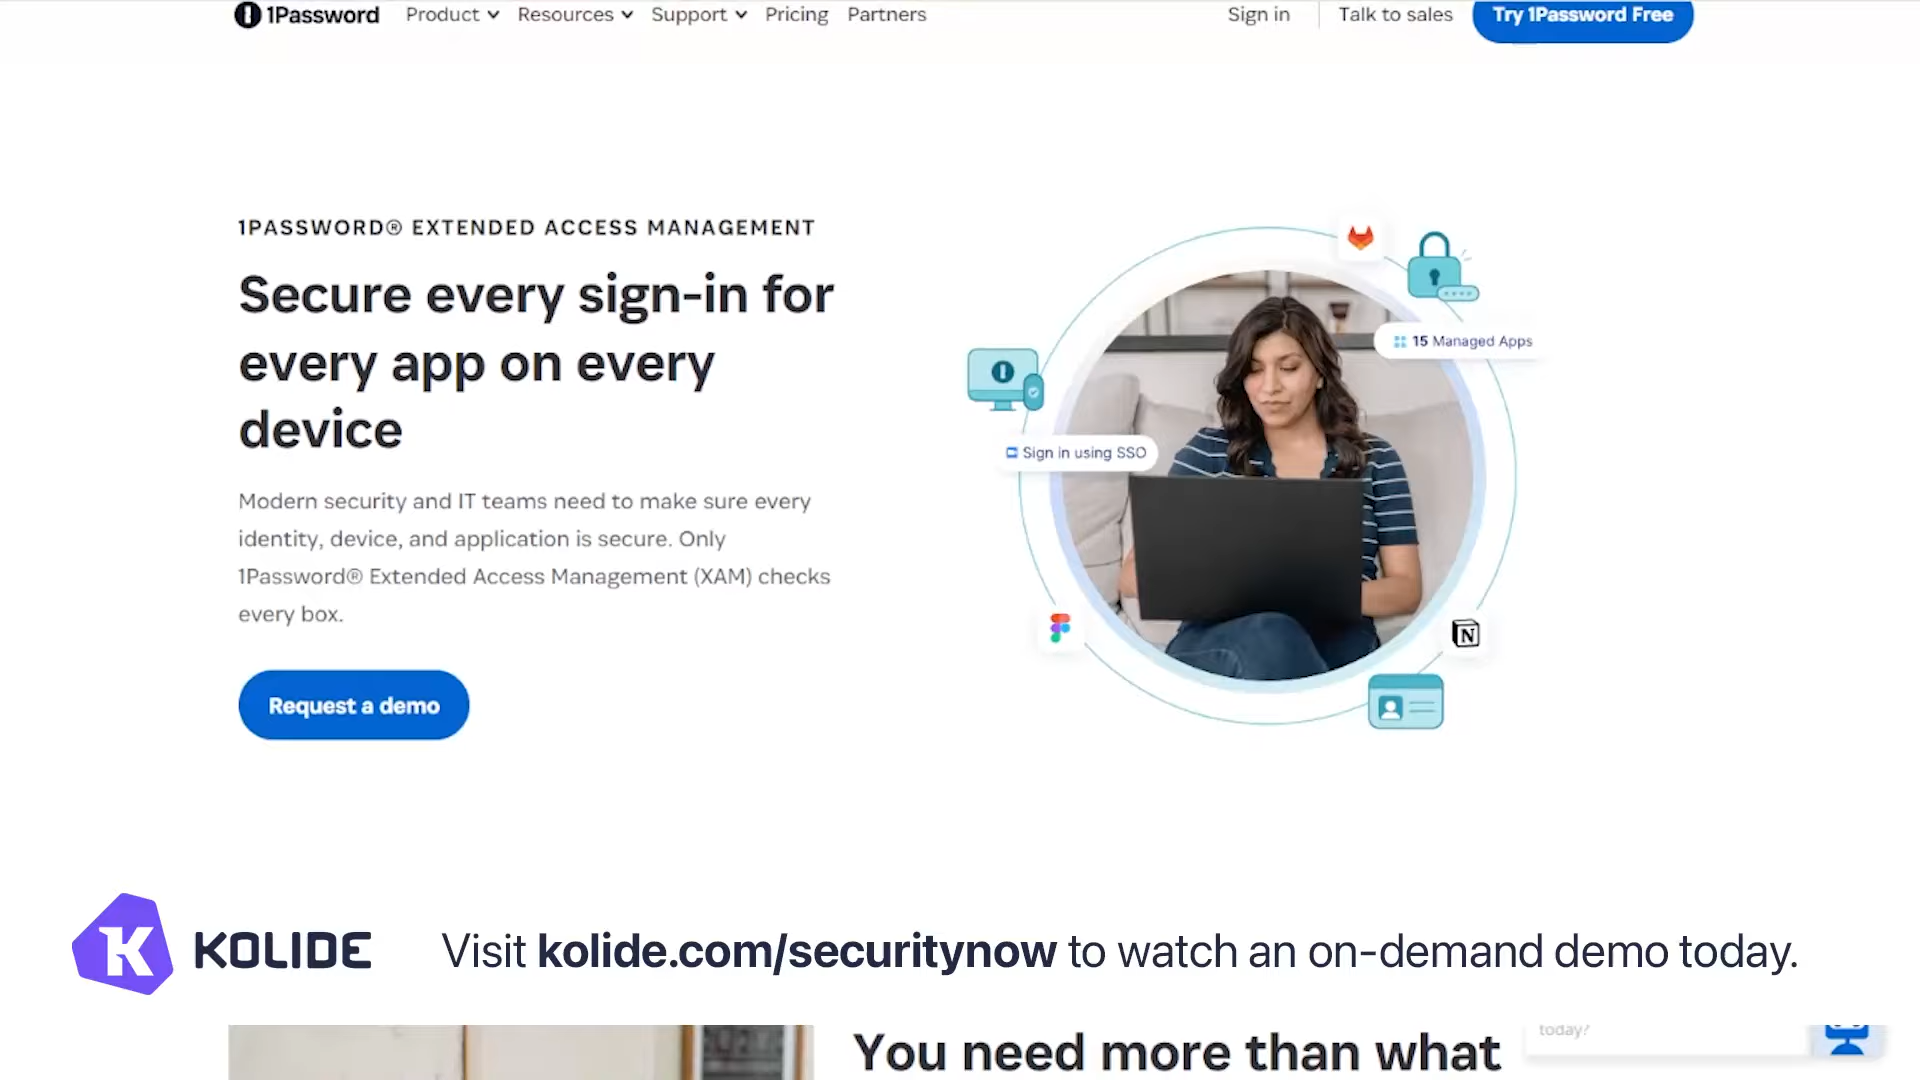 1Password Product Resources Support Pricing Partners Sign in Talk to sales Try 1Password Free
1PASSWORD® EXTENDED ACCESS MANAGEMENT
Secure every sign-in for
every app on every
device
Modern security and IT teams need to make sure every
identity, device, and application is secure. Only
1Password® Extended Access Management (XAM) checks
every box.
Request a demo
15 Managed Apps
Sign in using SSO
N
K KOLIDE Visit kolide.com/securitynow to watch an on-demand demo today.
You need more than what
today?